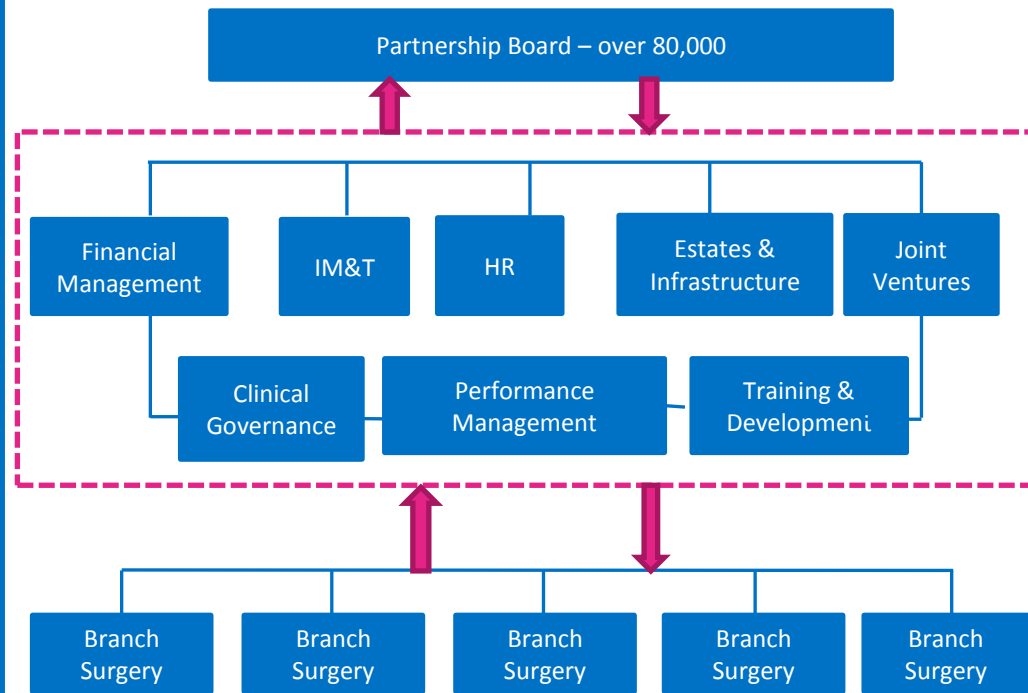 Partnership Board – over 80,000
Financial
Management
IM&T
HR
Estates &
Infrastructure
Joint
Ventures
Clinical
Governance
Performance
Management
Training &
Development
Branch
Surgery
Branch
Surgery
Branch
Surgery
Branch
Surgery
Branch
Surgery